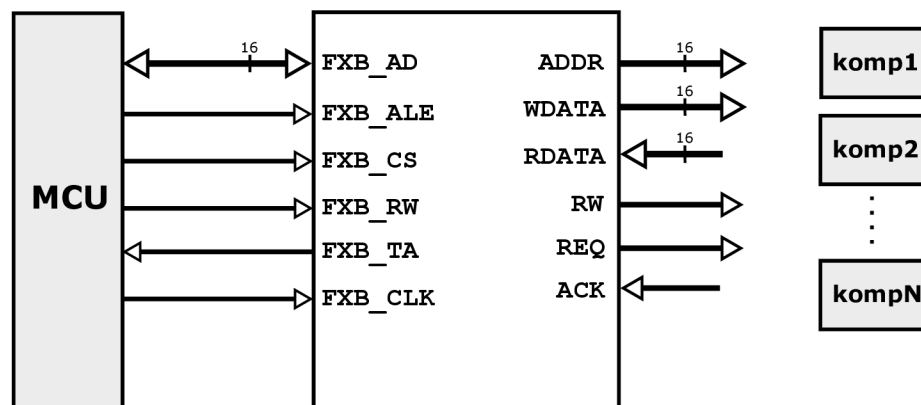 MCU
16
FXB_AD
FXB_ALE
FXB_CS
FXB_RW
FXB_TA
FXB_CLK
ADDR
16
WDATA
16
RDATA
16
RW
REQ
ACK
komp1
komp2
kompN